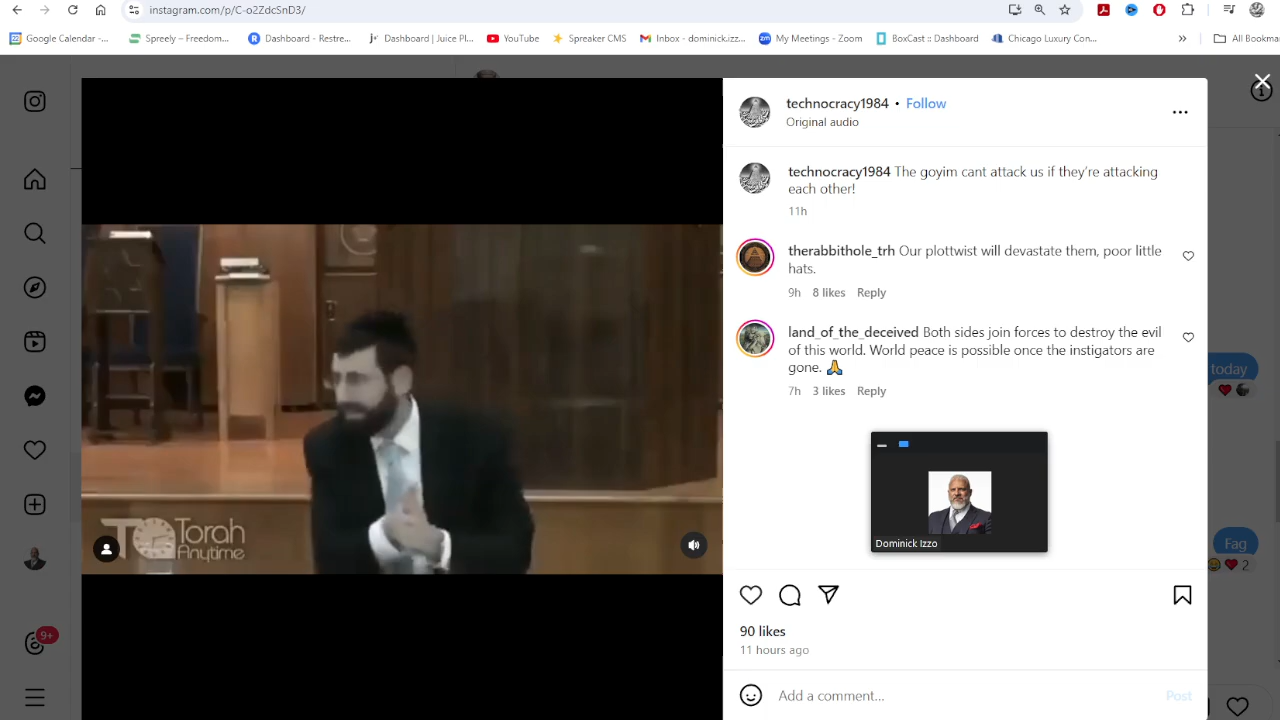 instagram.com/p/C-o2ZdcSnD3/
Google Calendar -...
Spreely – Freedom...
Dashboard - Restre...
Dashboard | Juice Pl...
YouTube
Spreaker CMS
Inbox - dominick.izz...
My Meetings - Zoom
BoxCast :: Dashboard
Chicago Luxury Con...
»
All Bookma
technocracy1984 • Follow
Original audio
technocracy1984 The goyim cant attack us if they're attacking
each other!
11h
therabbithole_trh Our plottwist will devastate them, poor little
hats.
9h 8 likes Reply
land_of_the_deceived Both sides join forces to destroy the evil
of this world. World peace is possible once the instigators are
gone. 🙏
7h 3 likes Reply
today
Torah
Anytime
Dominick Izzo
Fag
2
90 likes
11 hours ago
9+
Add a comment...
Post